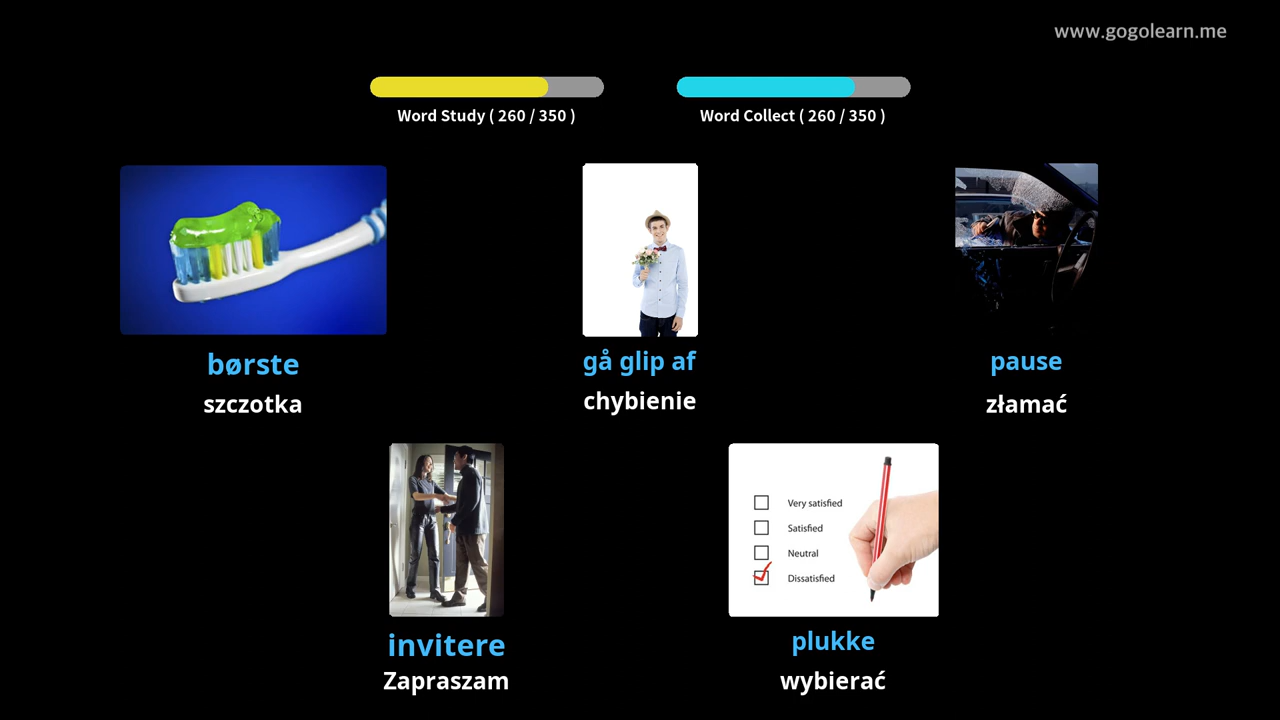 www.gogolearn.me
Word Study ( 260 / 350 )
Word Collect ( 260 / 350 )
børste
szczotka
gå glip af
chybienie
pause
złamać
Very satisfied
Satisfied
Neutral
Dissatisfied
invitere
Zapraszam
plukke
wybierać